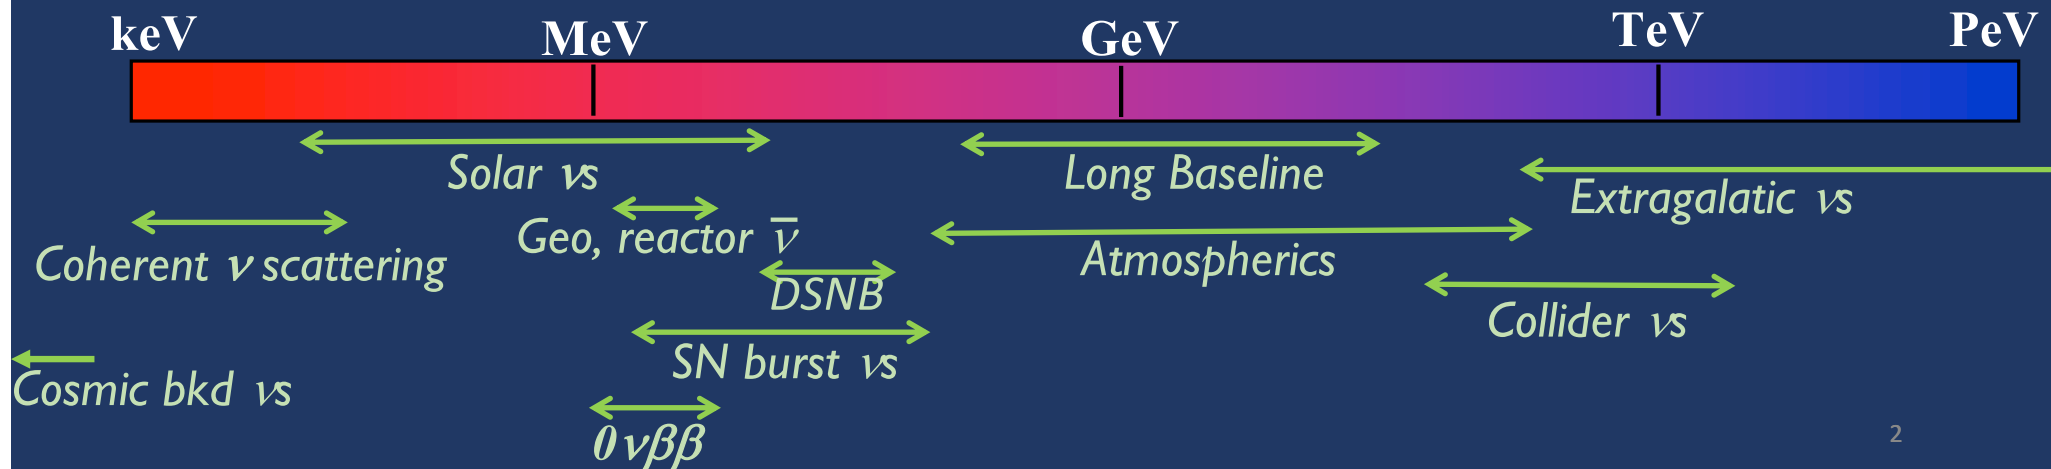 keV MeV GeV TeV PeV
Solar νs
Long Baseline
Extragalatic νs
Geo, reactor ν̅
Coherent ν scattering
Atmospherics
DSNB
Collider νs
SN burst νs
Cosmic bkd νs
0νββ
2